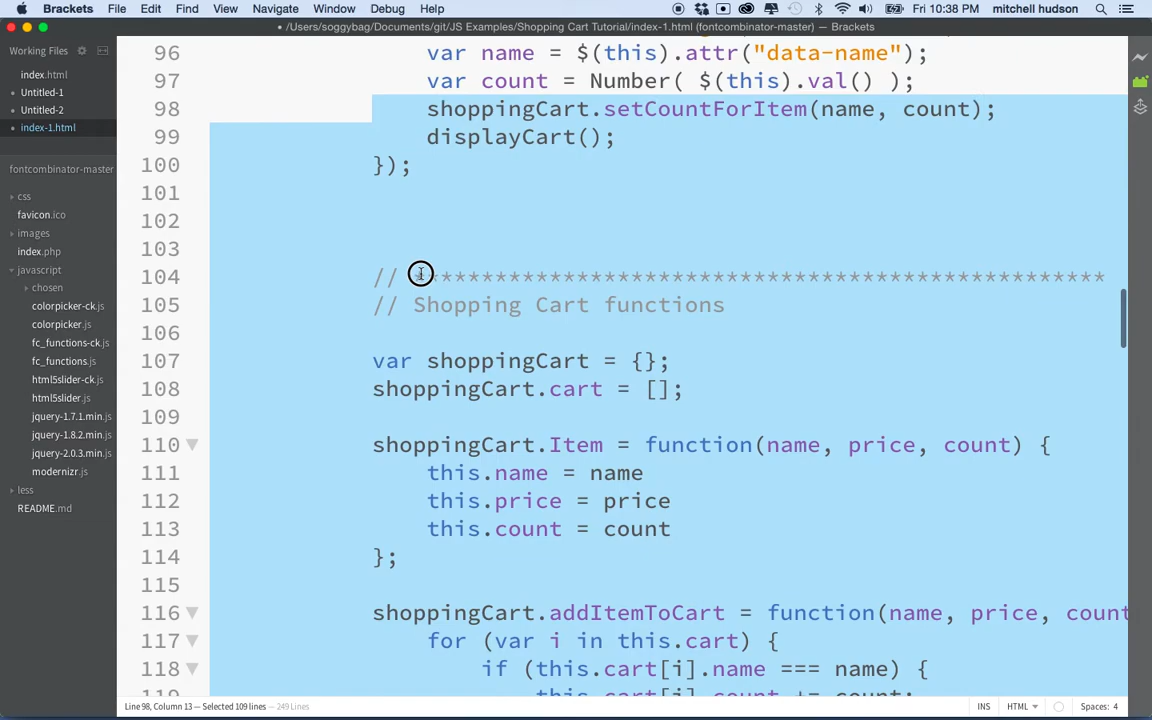 Brackets File Edit Find View Navigate Window Debug Help Fri 10:38 PM mitchell hudson
• /Users/soggybag/Documents/git/JS Examples/Shopping Cart Tutorial/index-1.html (fontcombinator-master) — Brackets
Working Files
index.html
Untitled-1
• Untitled-2
• index-1.html
fontcombinator-master
css
favicon.ico
images
index.php
javascript
chosen
colorpicker-ck.js
colorpicker.js
fc_functions-ck.js
fc_functions.js
html5slider-ck.js
html5slider.js
jquery-1.7.1.min.js
jquery-1.8.2.min.js
jquery-2.0.3.min.js
modernizr.js
less
README.md
96 var name = $(this).attr("data-name");
97 var count = Number( $(this).val() );
98 shoppingCart.setCountForItem(name, count);
99 displayCart();
100 });
101
102
103
104 // ***************************************************
105 // Shopping Cart functions
106
107 var shoppingCart = {};
108 shoppingCart.cart = [];
109
110 shoppingCart.Item = function(name, price, count) {
111 this.name = name
112 this.price = price
113 this.count = count
114 };
115
116 shoppingCart.addItemToCart = function(name, price, count
117 for (var i in this.cart) {
118 if (this.cart[i].name === name) {
119 this.cart[i].count += count;
Line 98, Column 13 — Selected 109 lines — 249 Lines INS HTML Spaces: 4